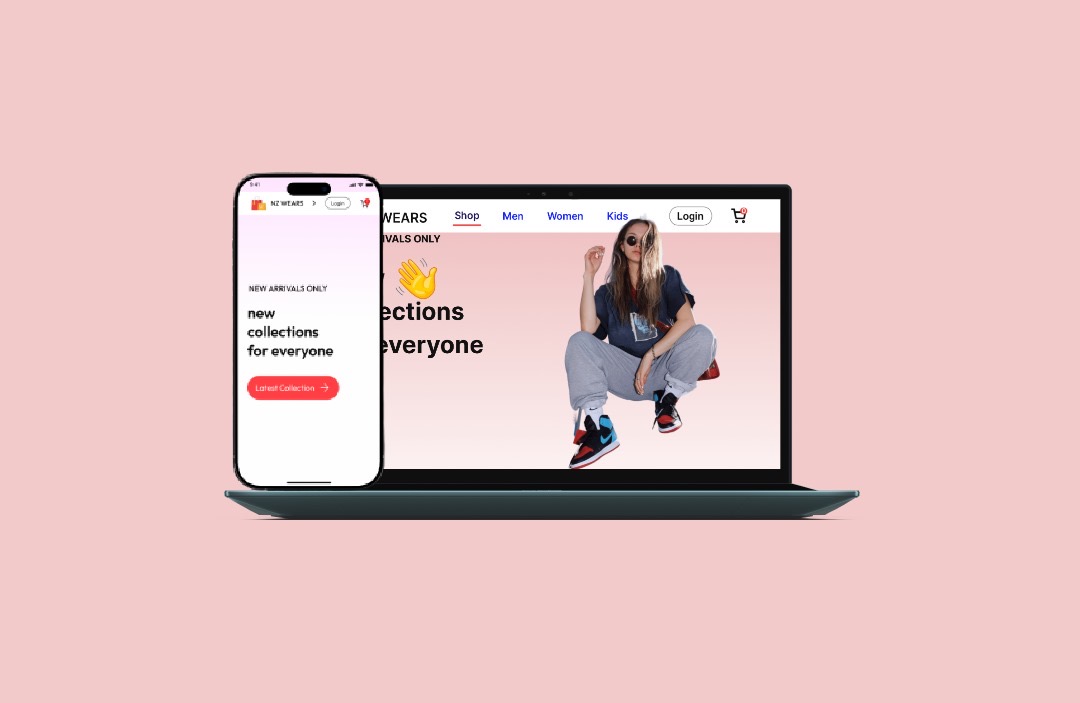 9:41
NZ WEARS > Login
NEW ARRIVALS ONLY
new
collections
for everyone
Latest Collection →
WEARS Shop Men Women Kids Login 0
IVALS ONLY
ections
everyone